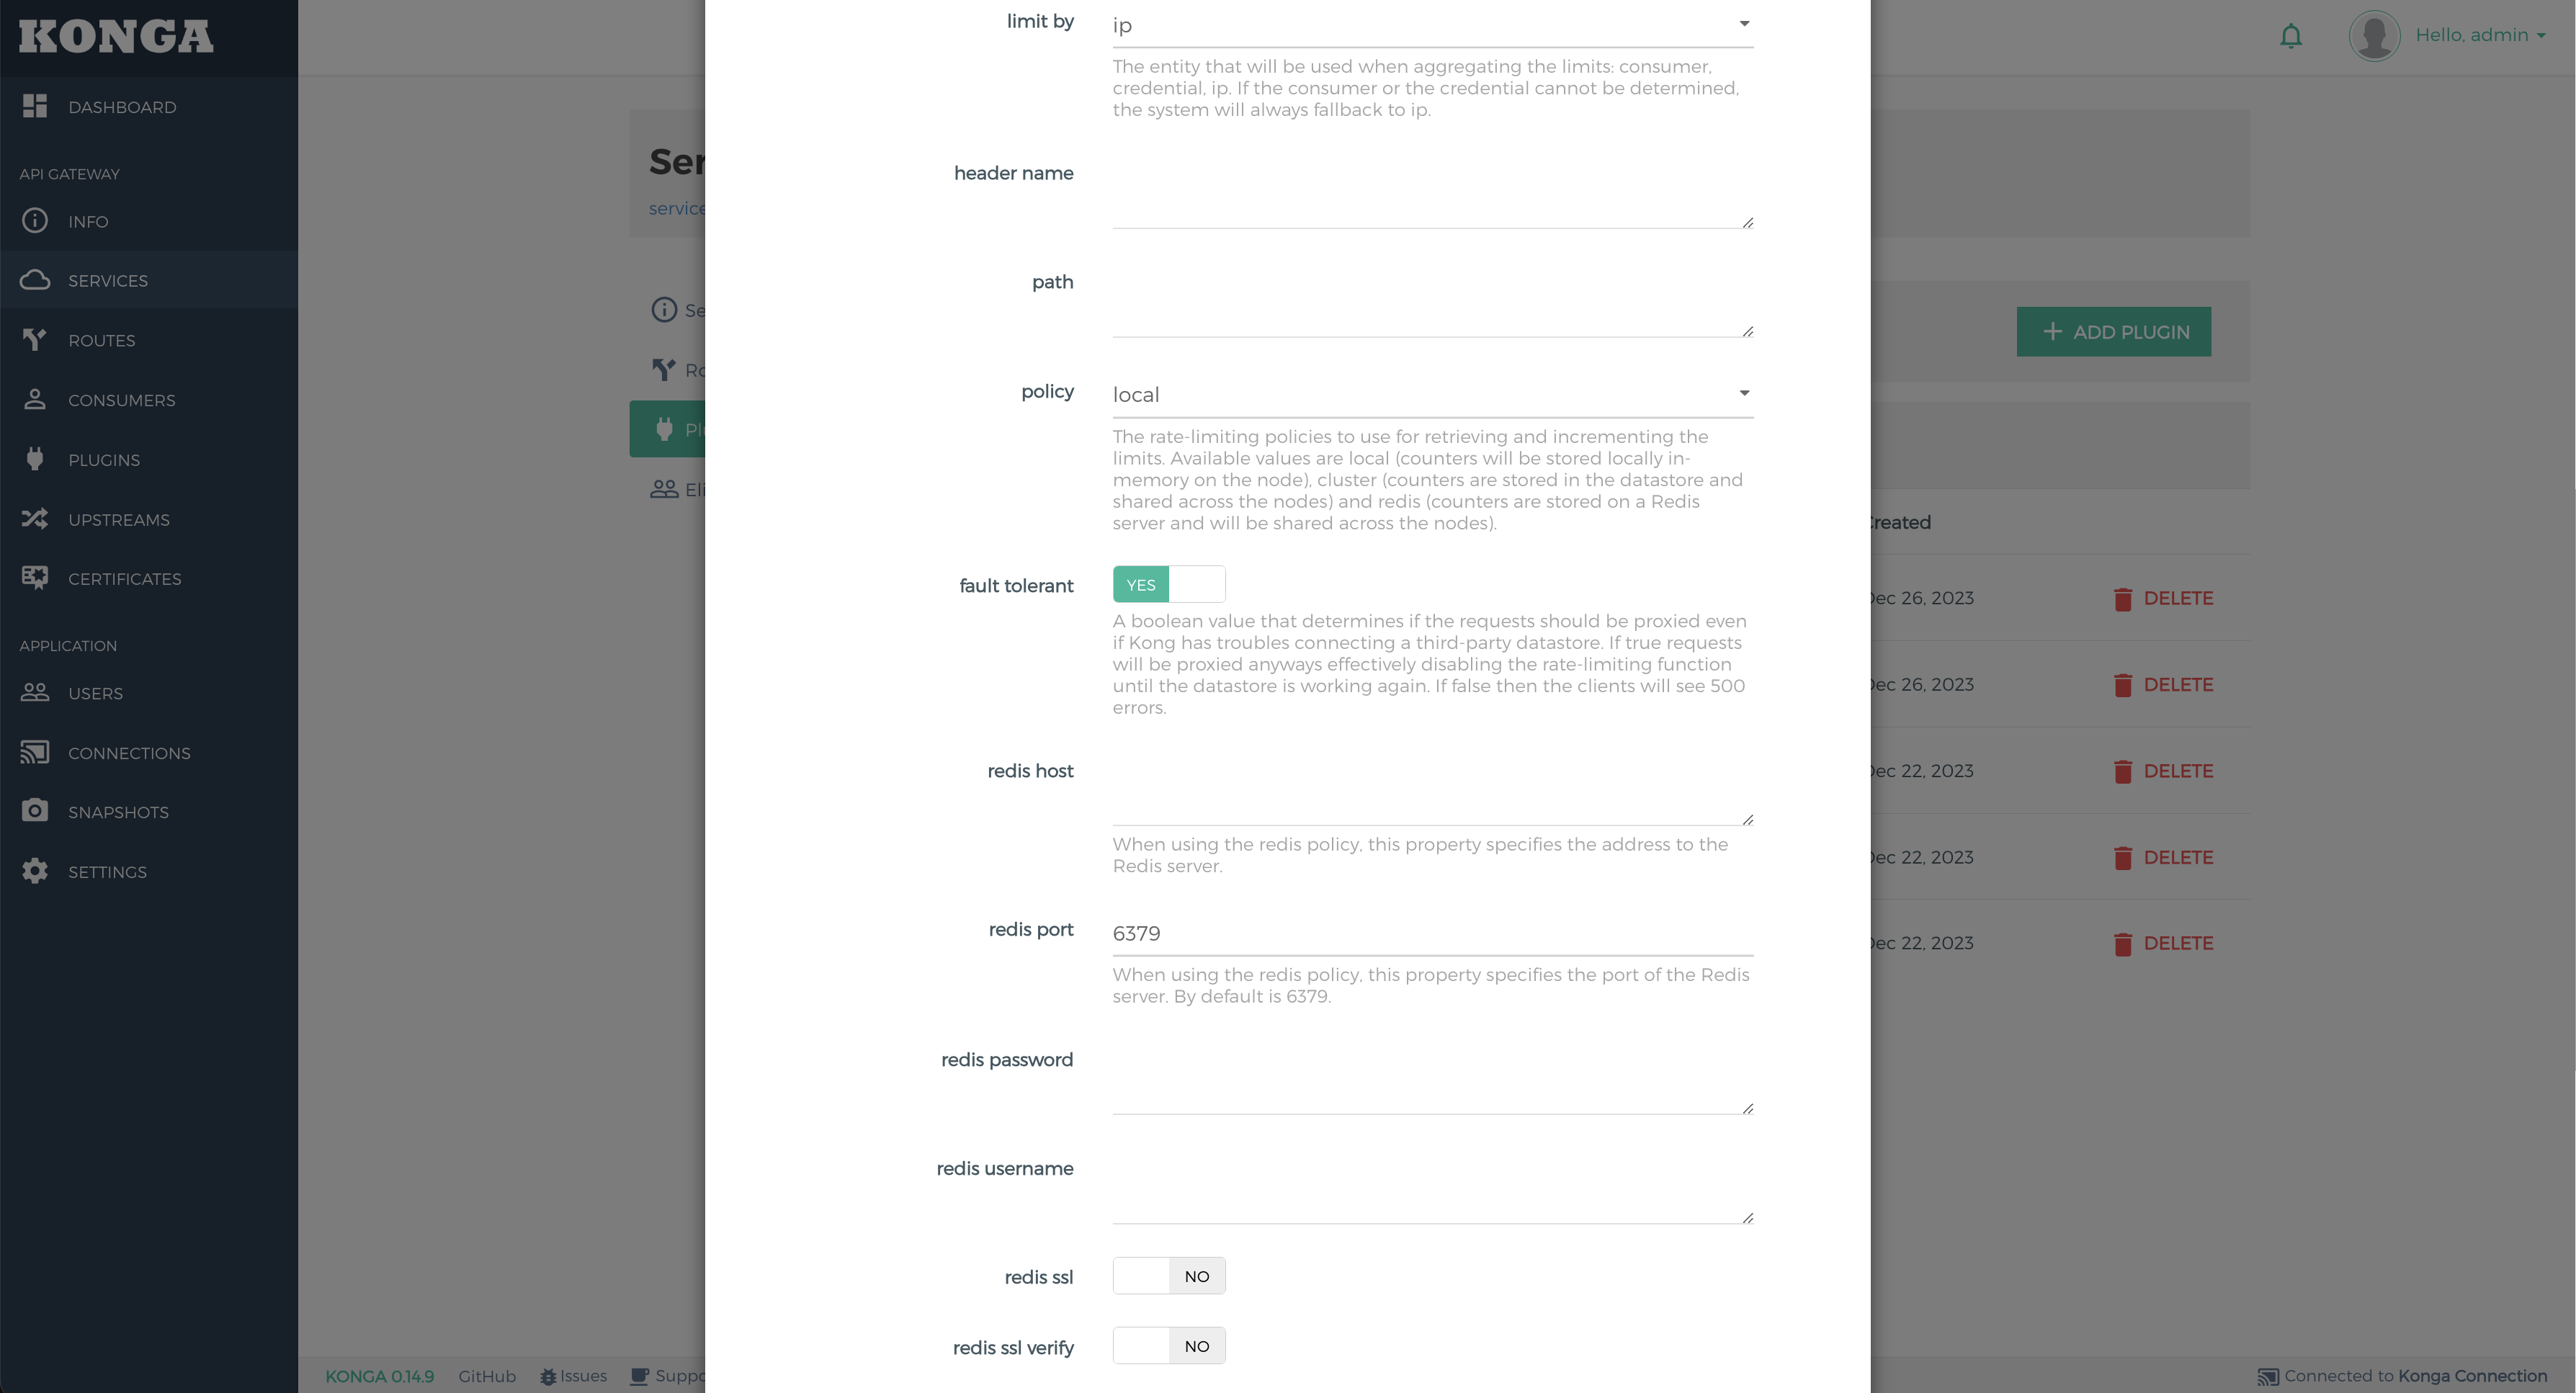 KONGA
DASHBOARD
API GATEWAY
INFO
SERVICES
ROUTES
CONSUMERS
PLUGINS
UPSTREAMS
CERTIFICATES
APPLICATION
USERS
CONNECTIONS
SNAPSHOTS
SETTINGS
Hello, admin
Ser
service
Se
Ro
Plu
Eli
ADD PLUGIN
Created
Dec 26, 2023 DELETE
Dec 26, 2023 DELETE
Dec 22, 2023 DELETE
Dec 22, 2023 DELETE
Dec 22, 2023 DELETE
limit by
ip
The entity that will be used when aggregating the limits: consumer,
credential, ip. If the consumer or the credential cannot be determined,
the system will always fallback to ip.
header name
path
policy
local
The rate-limiting policies to use for retrieving and incrementing the
limits. Available values are local (counters will be stored locally in-
memory on the node), cluster (counters are stored in the datastore and
shared across the nodes) and redis (counters are stored on a Redis
server and will be shared across the nodes).
fault tolerant
YES
A boolean value that determines if the requests should be proxied even
if Kong has troubles connecting a third-party datastore. If true requests
will be proxied anyways effectively disabling the rate-limiting function
until the datastore is working again. If false then the clients will see 500
errors.
redis host
When using the redis policy, this property specifies the address to the
Redis server.
redis port
6379
When using the redis policy, this property specifies the port of the Redis
server. By default is 6379.
redis password
redis username
redis ssl
NO
redis ssl verify
NO
KONGA 0.14.9 GitHub Issues Suppo
Connected to Konga Connection